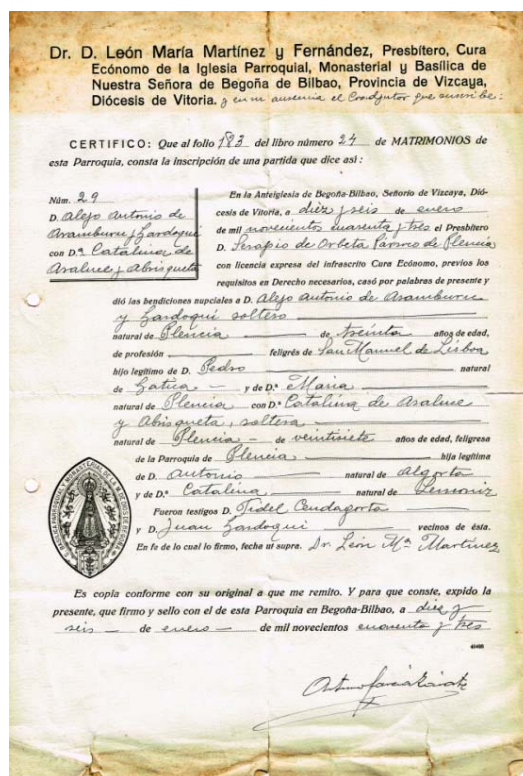 Dr. D. León María Martínez y Fernández, Presbítero, Cura
Ecónomo de la Iglesia Parroquial, Monasterial y Basílica de
Nuestra Señora de Begoña de Bilbao, Provincia de Vizcaya,
Diócesis de Vitoria. y en su ausencia el Coadjutor que suscribe:
CERTIFICO: Que al folio 183 del libro número 24 de MATRIMONIOS de
esta Parroquia, consta la inscripción de una partida que dice así:
Núm. 29
D. Alejo Antonio de
Aramburu y Gardoqui
con D.ª Catalina de
Araluce y Abrisqueta
En la Anteiglesia de Begoña-Bilbao, Señorío de Vizcaya, Dió-
cesis de Vitoria, a diez y seis de enero
de mil novecientos cuarenta y tres el Presbítero
D. Serapio de Orbeta Párroco de Plencia
con licencia expresa del infrascrito Cura Ecónomo, previos los
requisitos en Derecho necesarios, casó por palabras de presente y
dió las bendiciones nupciales a D. Alejo Antonio de Aramburu
y Gardoqui soltero
natural de Plencia de treinta años de edad,
de profesión feligrés de San Manuel de Lisboa
hijo legítimo de D. Pedro natural
de Gatica y de D.ª Maria
natural de Plencia con D.ª Catalina de Araluce
y Abisqueta, soltera
natural de Plencia de veintisiete años de edad, feligresa
de la Parroquia de Plencia hija legítima
de D. Antonio natural de Algorta
y de D.ª Catalina natural de Lemoniz
Fueron testigos D. Fidel Cendagorta
y D. Juan Gardoqui vecinos de ésta.
En fe de lo cual lo firmo, fecha ut supra. Dr. León Mª Martínez
Es copia conforme con su original a que me remito. Y para que conste, expido la
presente, que firmo y sello con el de esta Parroquia en Begoña-Bilbao, a diez y
seis de enero de mil novecientos cuarenta y tres